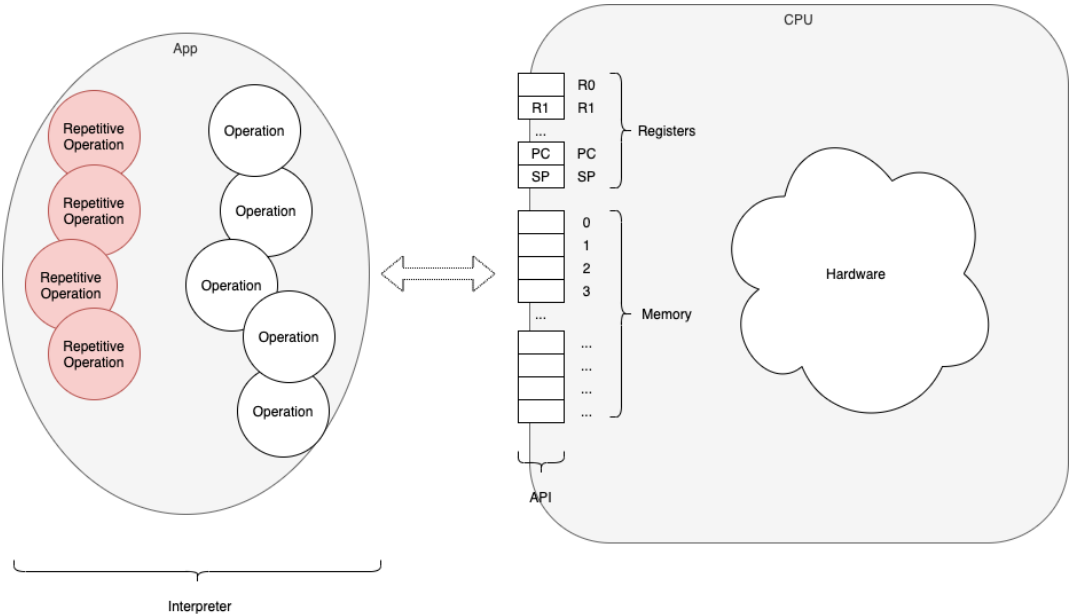 App
Repetitive
Operation
Repetitive
Operation
Repetitive
Operation
Repetitive
Operation
Operation
Operation
Operation
Operation
Operation
Interpreter
CPU
R0
R1 R1
...
PC PC
SP SP
Registers
0
1
2
3
...
...
...
...
...
Memory
API
Hardware